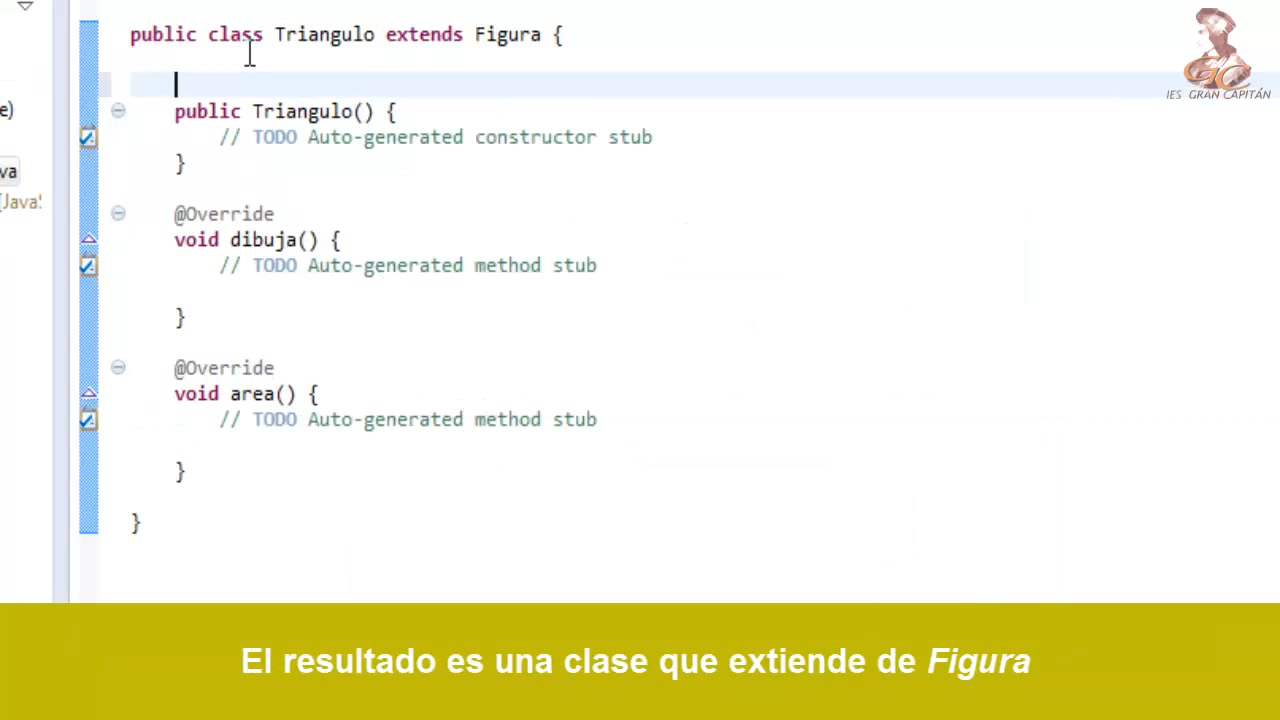 public class Triangulo extends Figura {
IES GRAN CAPITÁN
e)
public Triangulo() {
// TODO Auto-generated constructor stub
}
va
[Java
@Override
void dibuja() {
// TODO Auto-generated method stub
}
@Override
void area() {
// TODO Auto-generated method stub
}
}
El resultado es una clase que extiende de Figura